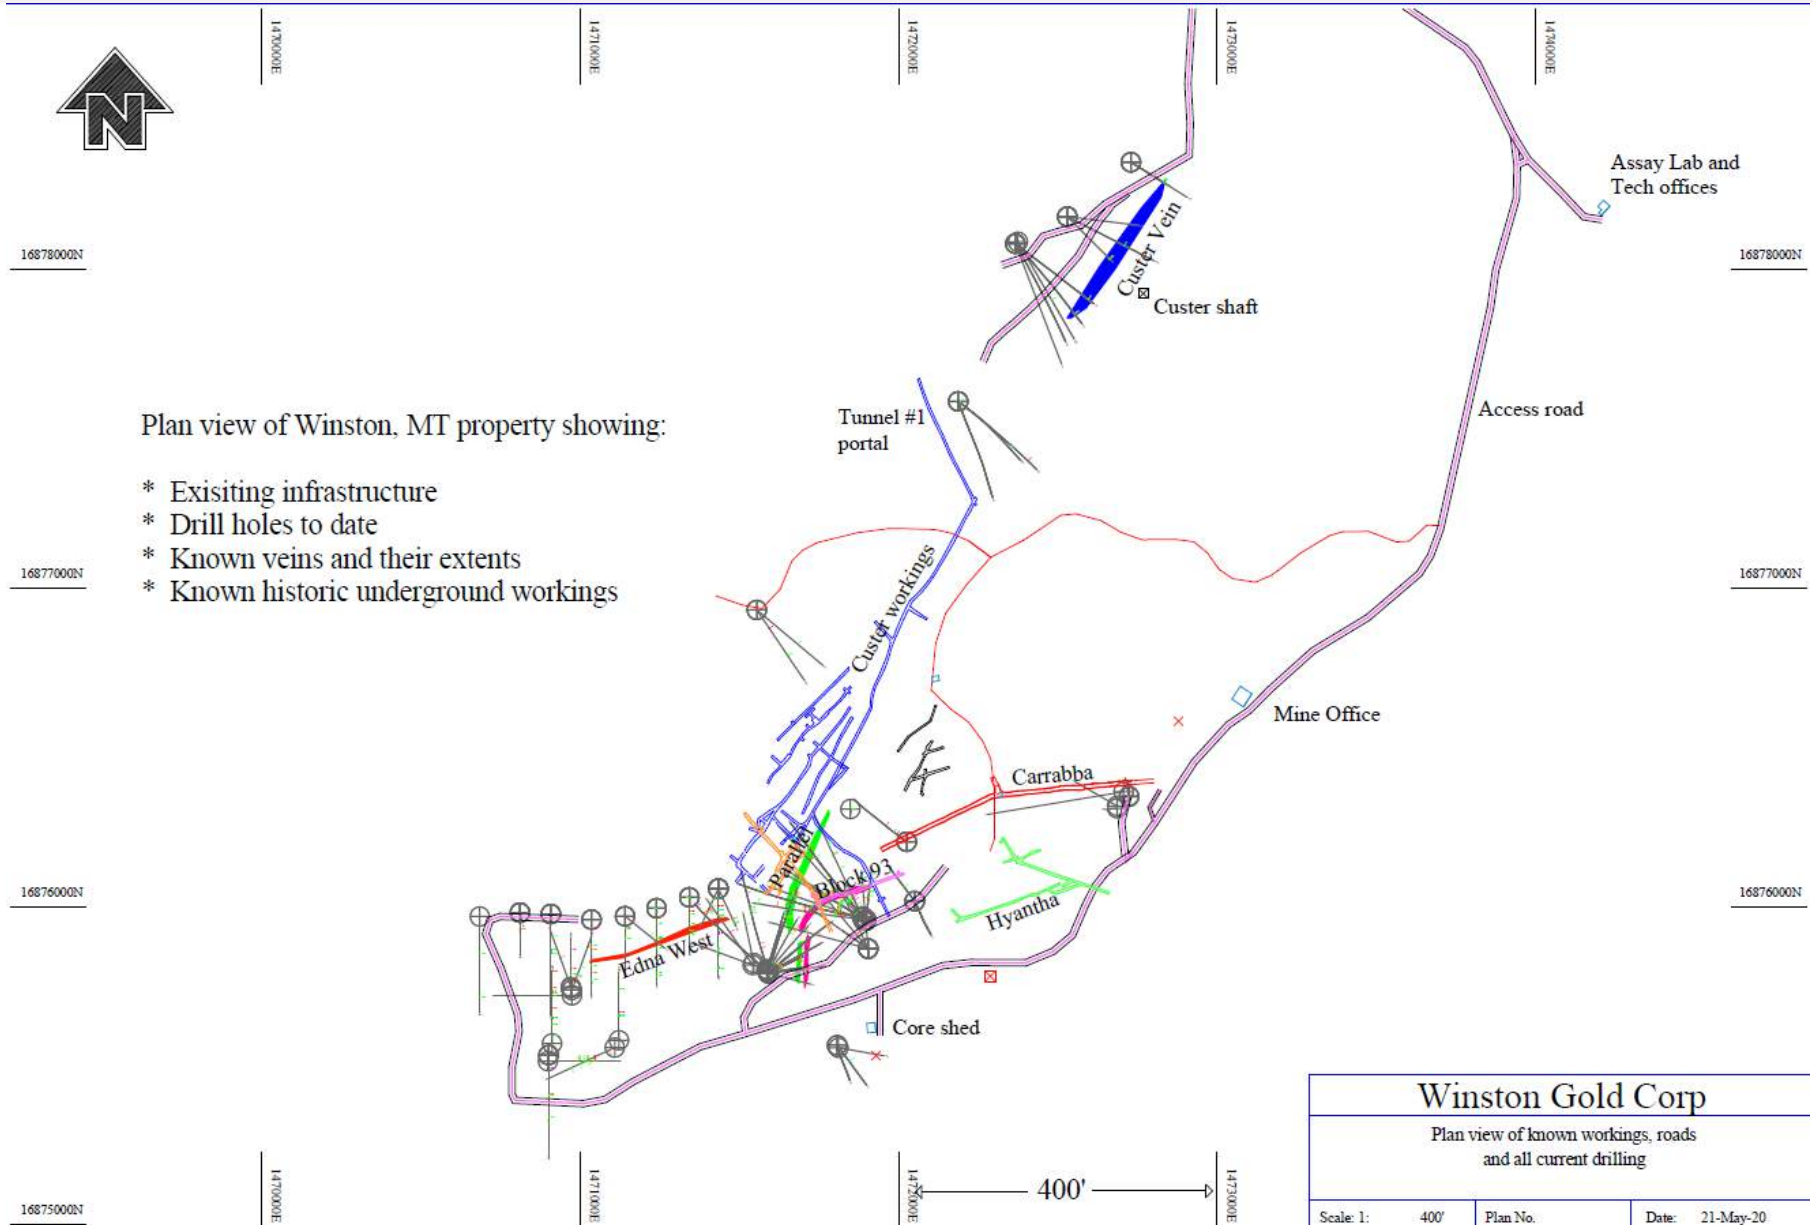 1470000E
1471000E
1472000E
1473000E
1474000E
N
Assay Lab and
Tech offices
16878000N
16878000N
Custer Vein
Custer shaft
Access road
Tunnel #1
portal
Plan view of Winston, MT property showing:
* Exisiting infrastructure
* Drill holes to date
* Known veins and their extents
* Known historic underground workings
16877000N
16877000N
Custer workings
Mine Office
Carrabba
Parallel
Block 93
16876000N
16876000N
Hyantha
Edna West
Core shed
Winston Gold Corp
Plan view of known workings, roads
and all current drilling
1470000E
1471000E
1472000E
1473000E
400'
16875000N
Scale: 1: 400' Plan No. Date: 21-May-20